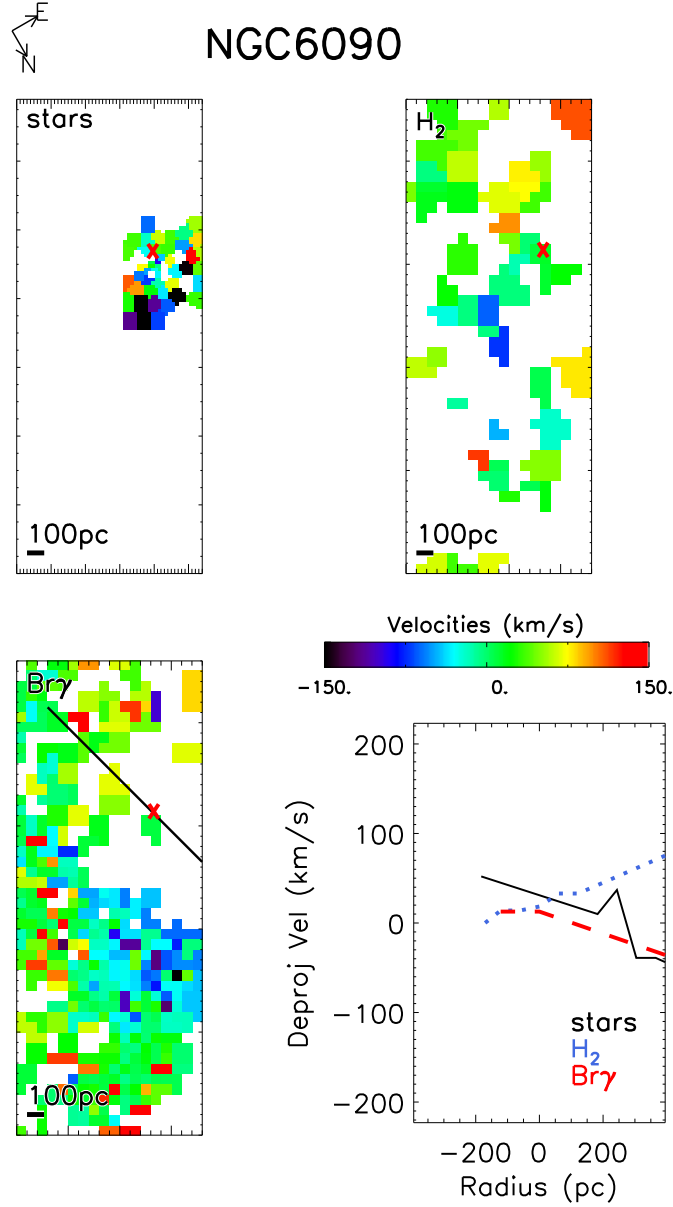 E
N
NGC6090
stars
100pc
H2
100pc
Velocities (km/s)
−150. 0. 150.
Brγ
100pc
200
100
0
−100
−200
Deproj Vel (km/s)
stars
H2
Brγ
−200 0 200
Radius (pc)